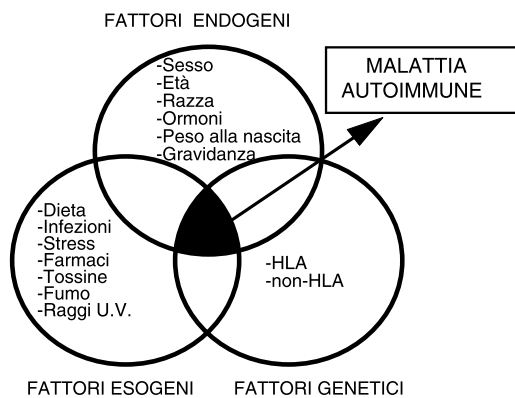 FATTORI ENDOGENI
-Sesso
-Età
-Razza
-Ormoni
-Peso alla nascita
-Gravidanza
MALATTIA
AUTOIMMUNE
-Dieta
-Infezioni
-Stress
-Farmaci
-Tossine
-Fumo
-Raggi U.V.
-HLA
-non-HLA
FATTORI ESOGENI
FATTORI GENETICI